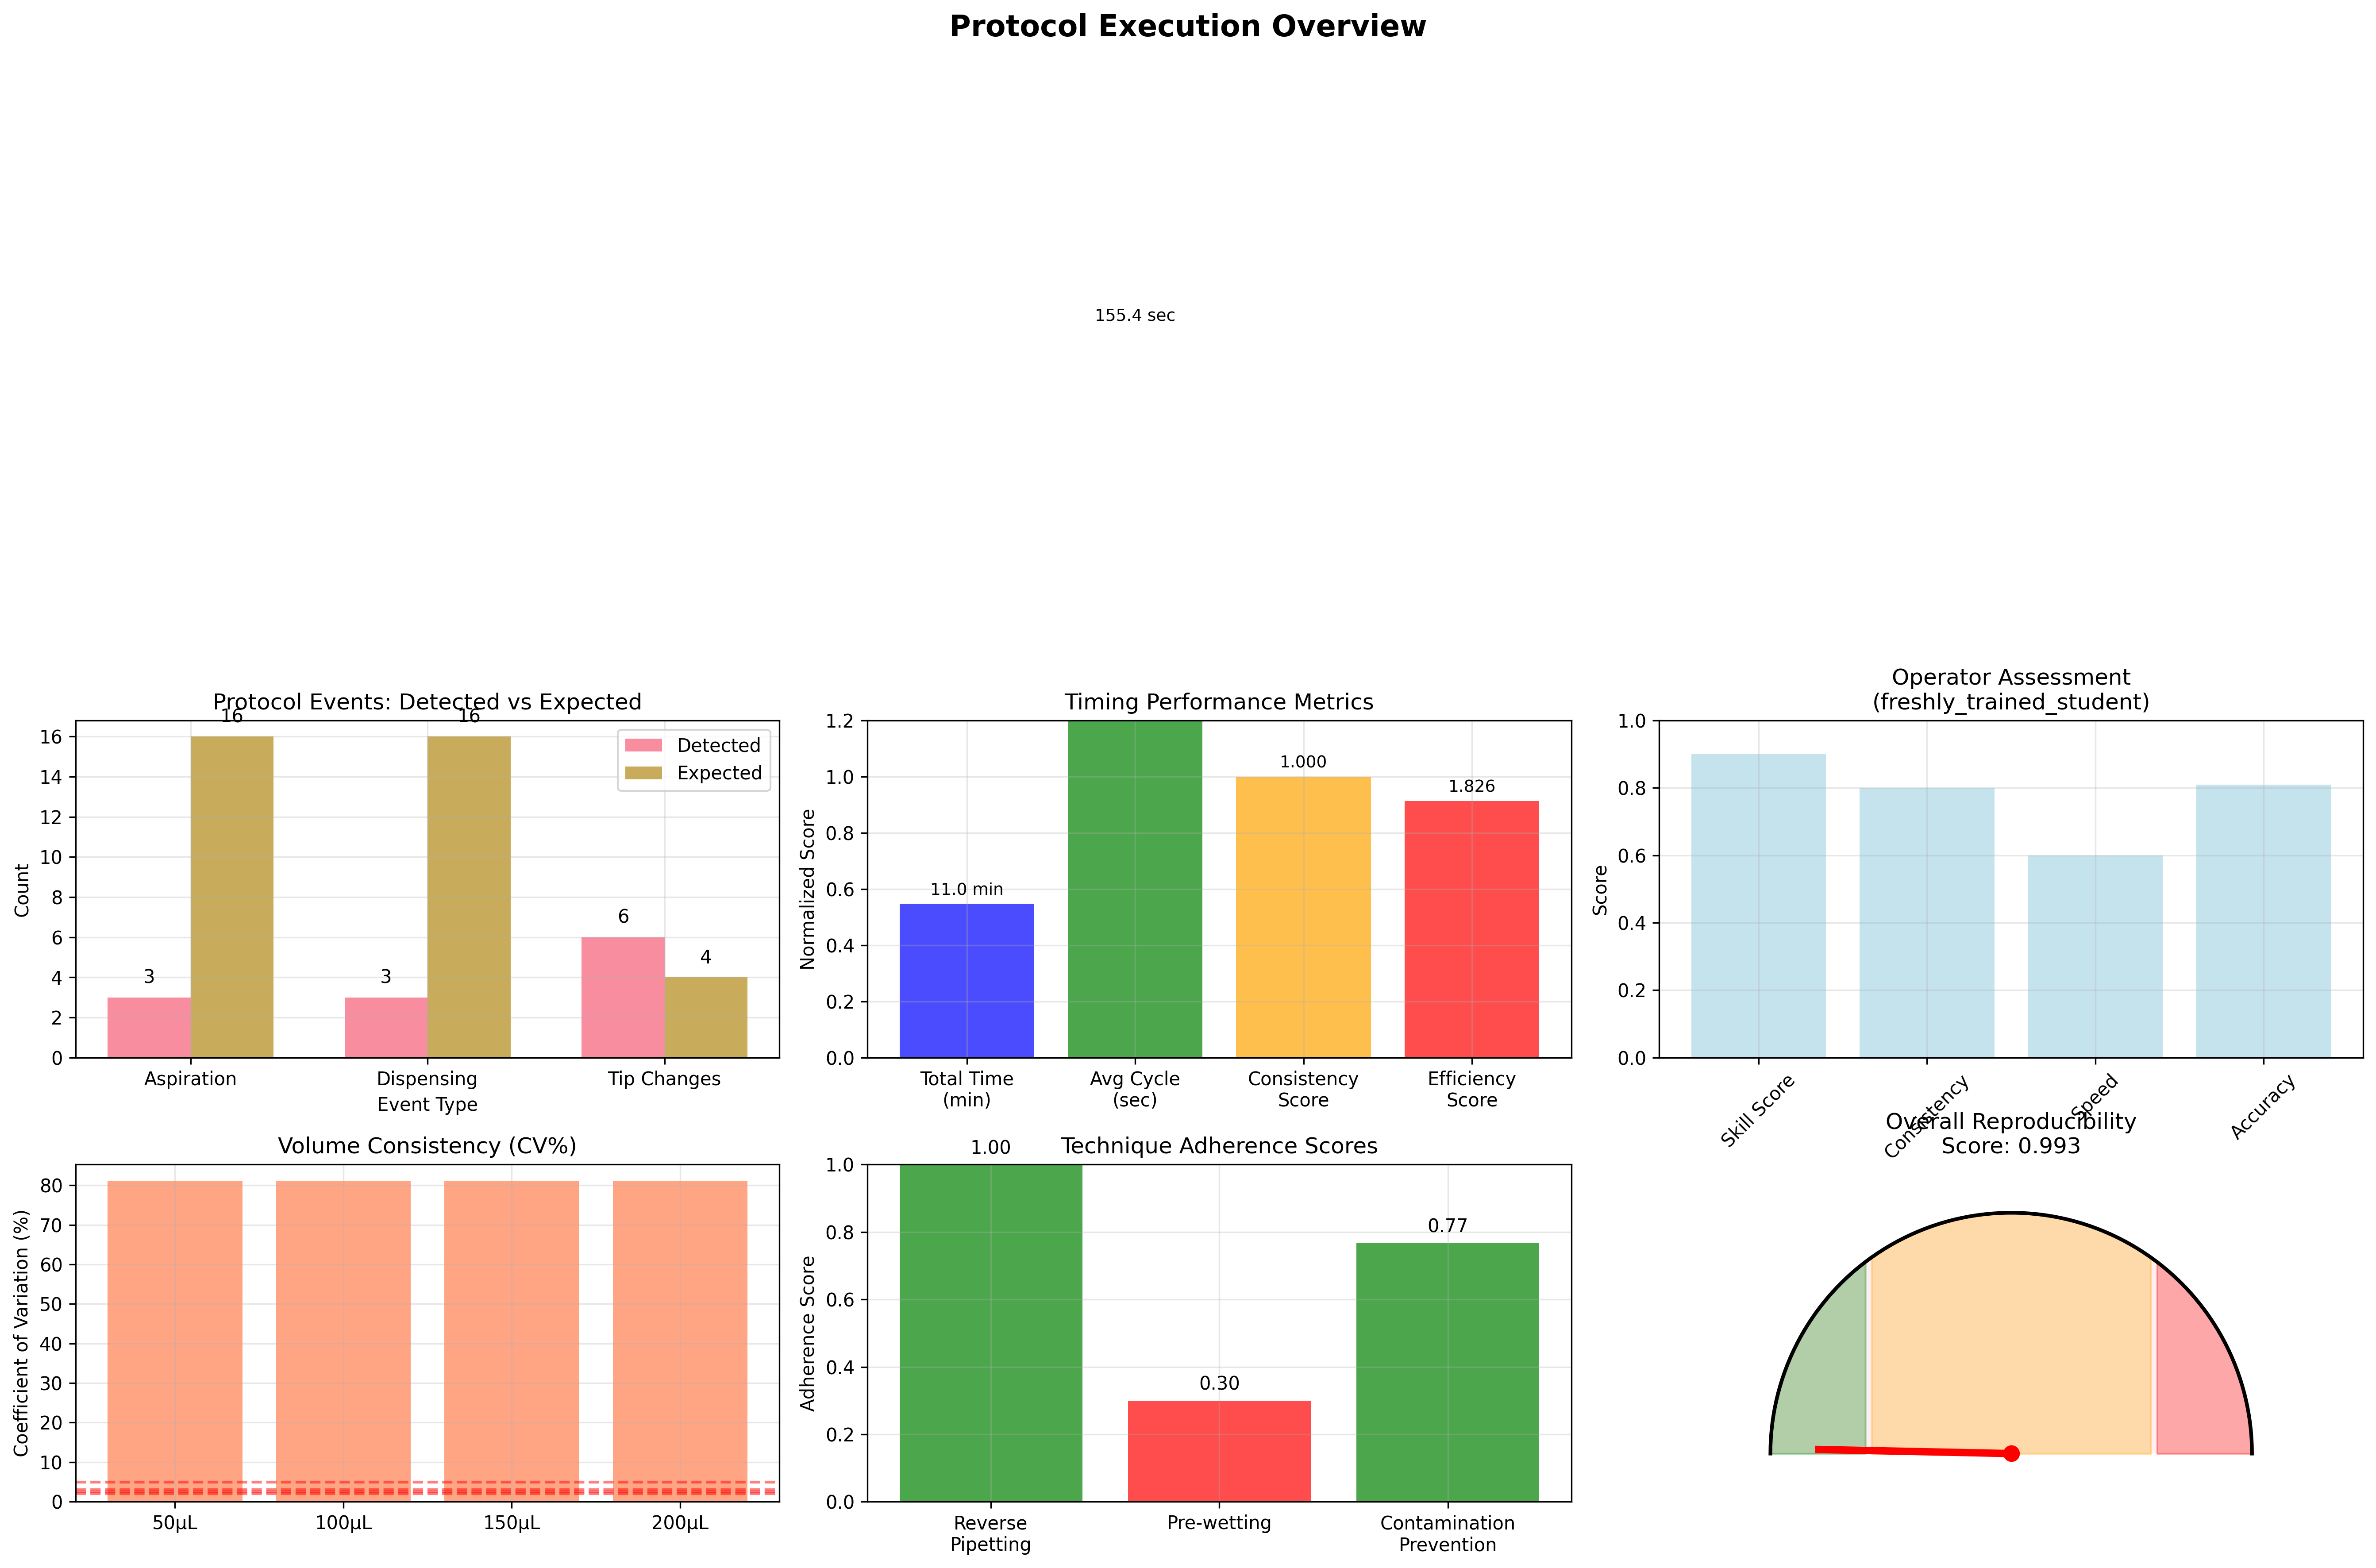 Protocol Execution Overview
155.4 sec
Protocol Events: Detected vs Expected
16
16
3
3
6
4
Detected
Expected
16
14
12
10
8
6
4
2
0
Count
Aspiration
Dispensing
Tip Changes
Event Type
Timing Performance Metrics
1.2
1.0
0.8
0.6
0.4
0.2
0.0
Normalized Score
11.0 min
1.000
1.826
Total Time
(min)
Avg Cycle
(sec)
Consistency
Score
Efficiency
Score
Operator Assessment
(freshly_trained_student)
1.0
0.8
0.6
0.4
0.2
0.0
Score
Skill Score
Consistency
Speed
Accuracy
Volume Consistency (CV%)
80
70
60
50
40
30
20
10
0
Coefficient of Variation (%)
50μL
100μL
150μL
200μL
Technique Adherence Scores
1.00
0.30
0.77
1.0
0.8
0.6
0.4
0.2
0.0
Adherence Score
Reverse
Pipetting
Pre-wetting
Contamination
Prevention
Overall Reproducibility
Score: 0.993